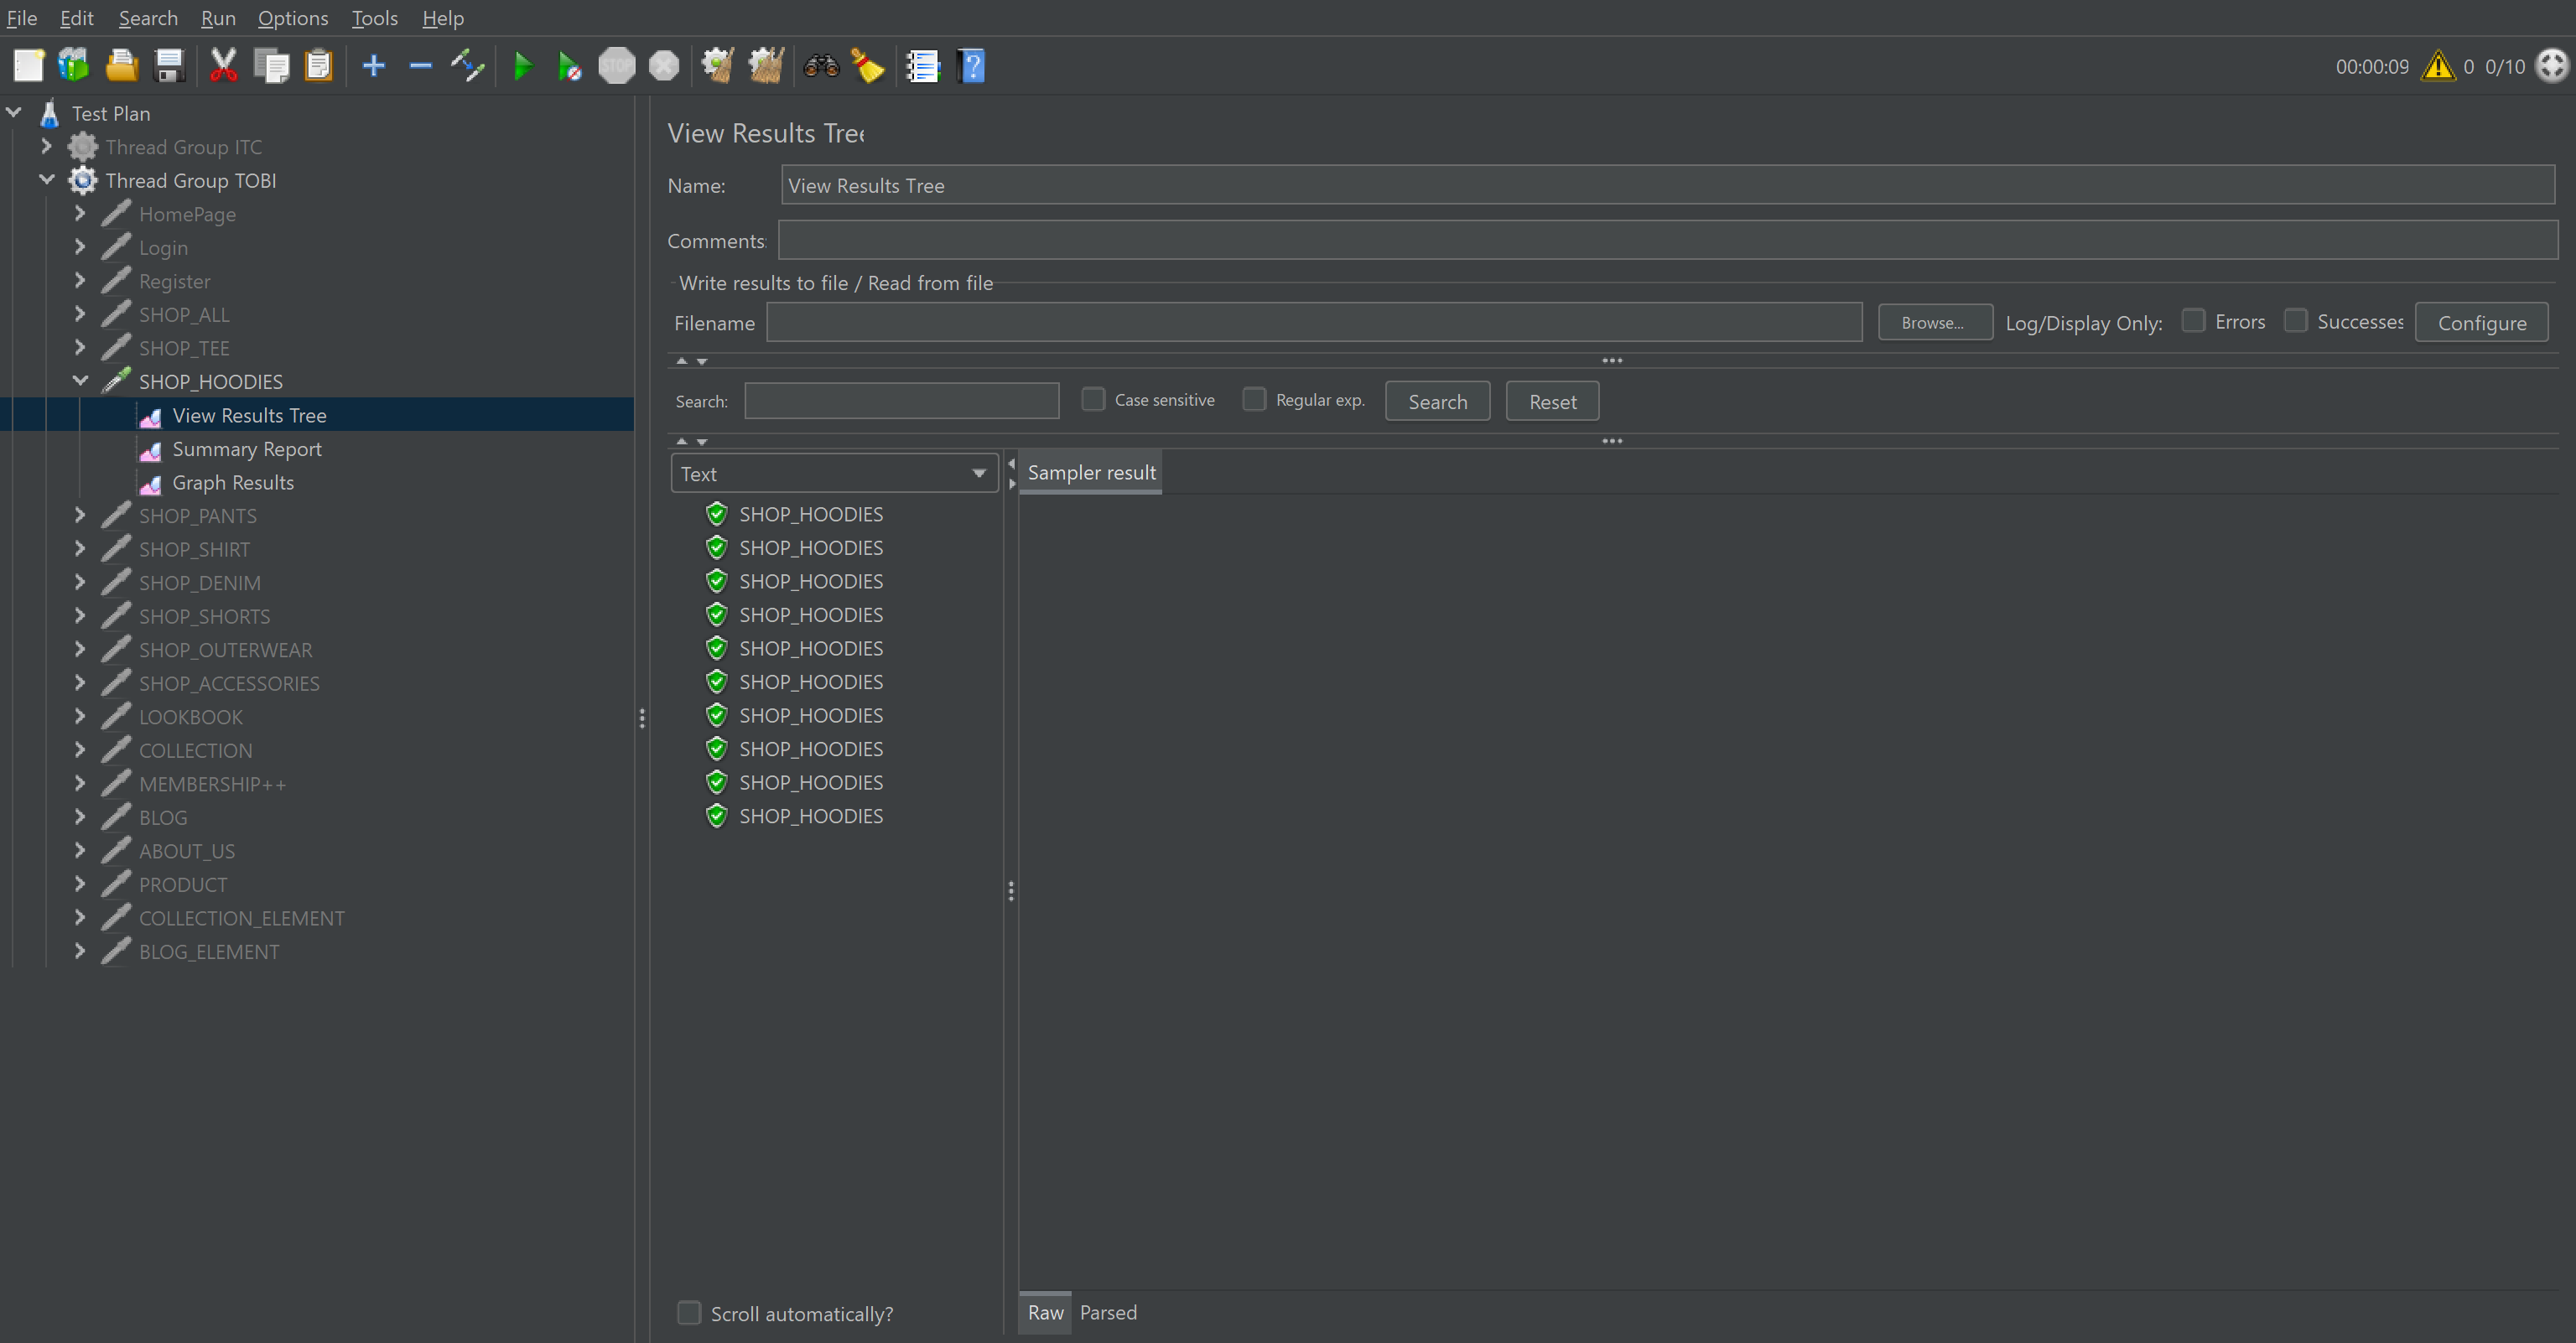 File Edit Search Run Options Tools Help
STOP
00:00:09 0 0/10
Test Plan
Thread Group ITC
Thread Group TOBI
HomePage
Login
Register
SHOP_ALL
SHOP_TEE
SHOP_HOODIES
View Results Tree
Summary Report
Graph Results
SHOP_PANTS
SHOP_SHIRT
SHOP_DENIM
SHOP_SHORTS
SHOP_OUTERWEAR
SHOP_ACCESSORIES
LOOKBOOK
COLLECTION
MEMBERSHIP++
BLOG
ABOUT_US
PRODUCT
COLLECTION_ELEMENT
BLOG_ELEMENT
View Results Tree
Name: View Results Tree
Comments:
Write results to file / Read from file
Filename Browse... Log/Display Only: Errors Successes Configure
Search: Case sensitive Regular exp. Search Reset
Text
Sampler result
SHOP_HOODIES
SHOP_HOODIES
SHOP_HOODIES
SHOP_HOODIES
SHOP_HOODIES
SHOP_HOODIES
SHOP_HOODIES
SHOP_HOODIES
SHOP_HOODIES
SHOP_HOODIES
Scroll automatically?
Raw Parsed